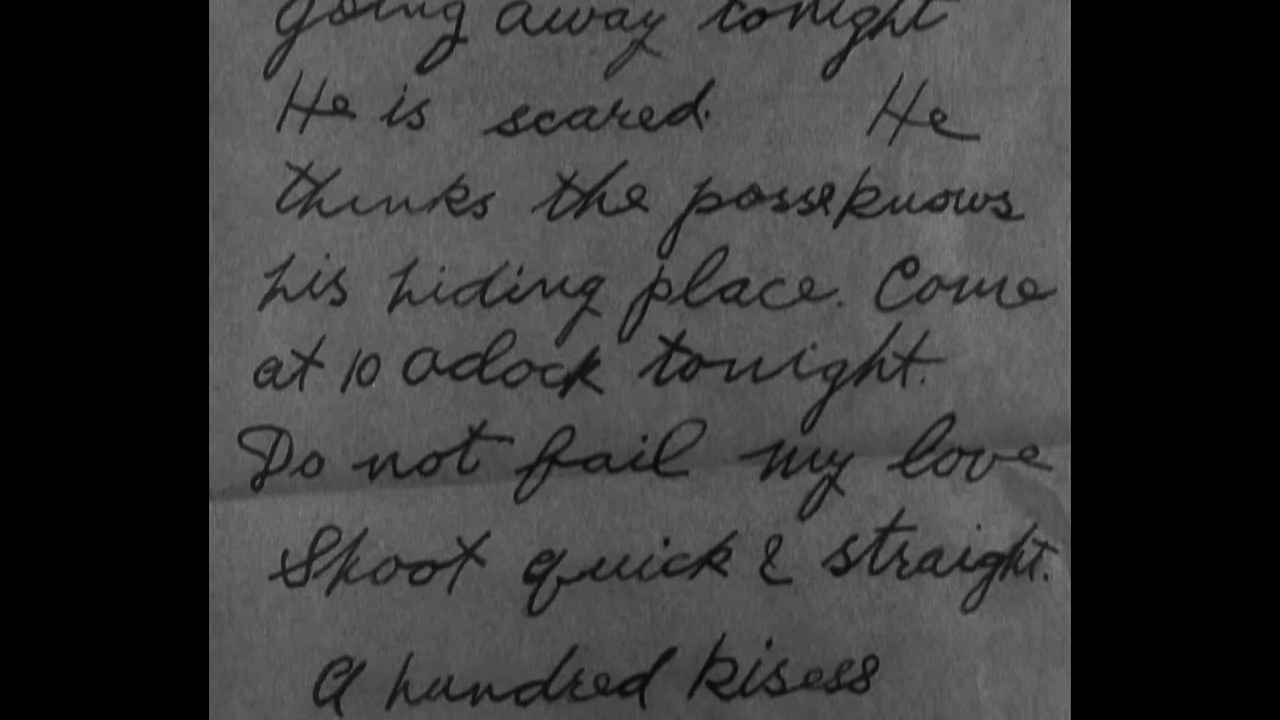 going away tonight
He is scared. He
thinks the posse knows
his hiding place. Come
at 10 oclock tonight.
Do not fail my love
Shoot quick & straight.
A hundred kisess